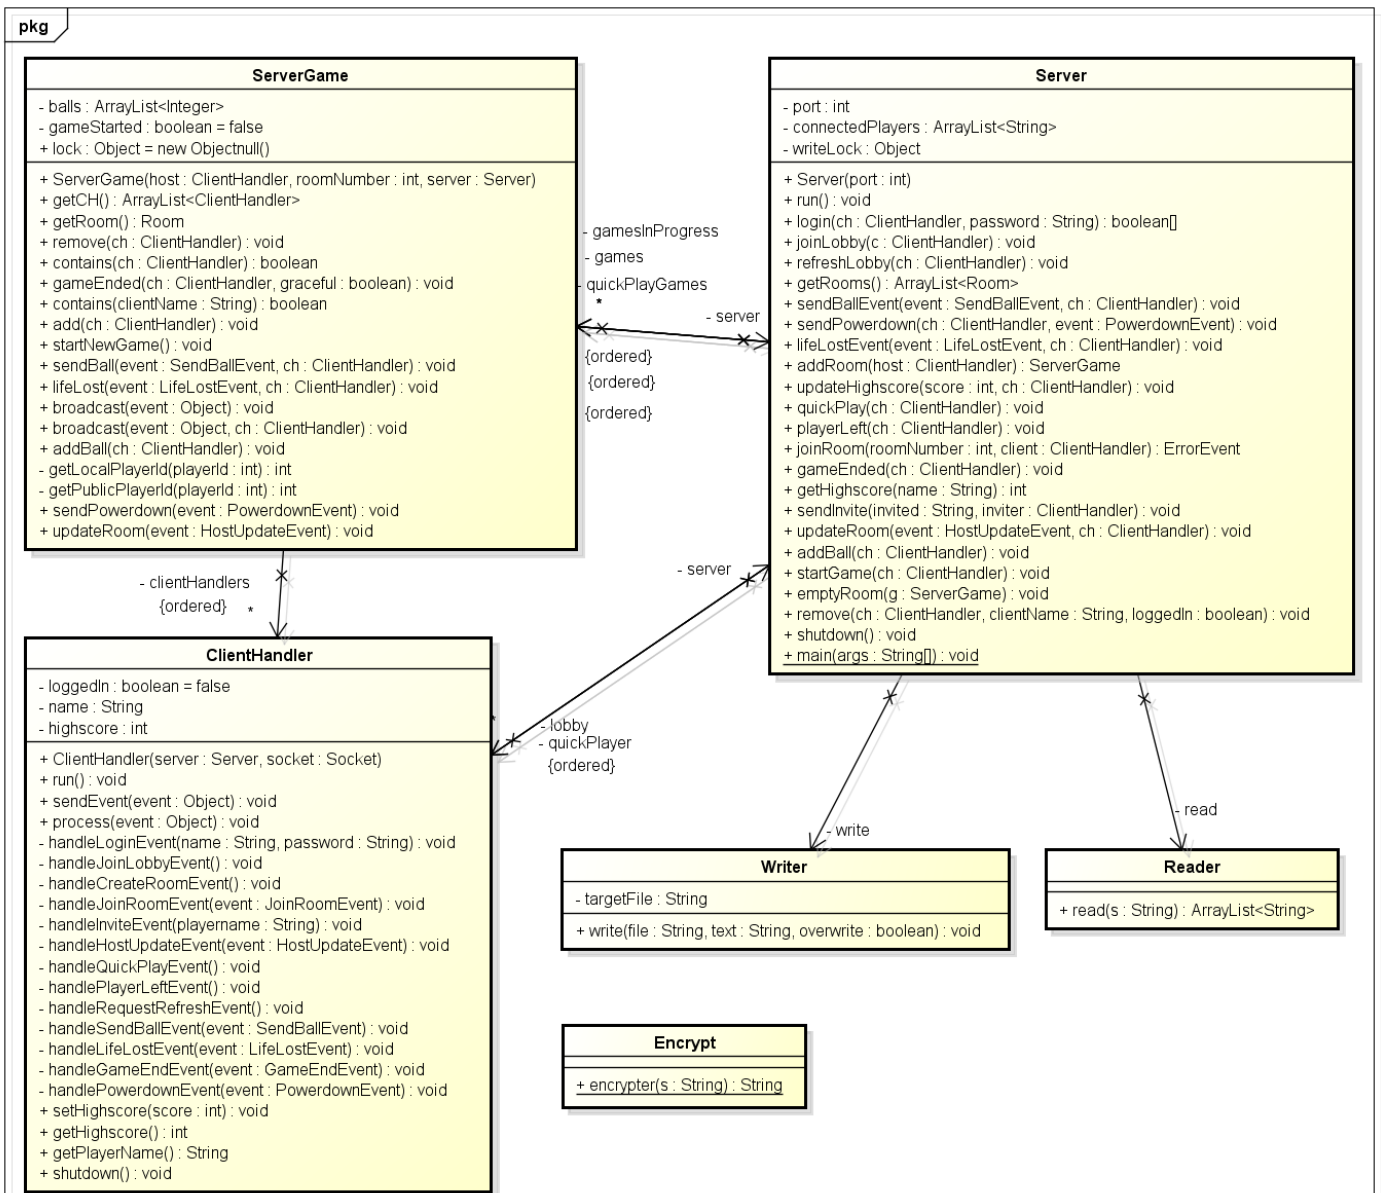 pkg
ServerGame
- balls : ArrayList<Integer>
- gameStarted : boolean = false
+ lock : Object = new Objectnull()
+ ServerGame(host : ClientHandler, roomNumber : int, server : Server)
+ getCH() : ArrayList<ClientHandler>
+ getRoom() : Room
+ remove(ch : ClientHandler) : void
+ contains(ch : ClientHandler) : boolean
+ gameEnded(ch : ClientHandler, graceful : boolean) : void
+ contains(clientName : String) : boolean
+ add(ch : ClientHandler) : void
+ startNewGame() : void
+ sendBall(event : SendBallEvent, ch : ClientHandler) : void
+ lifeLost(event : LifeLostEvent, ch : ClientHandler) : void
+ broadcast(event : Object) : void
+ broadcast(event : Object, ch : ClientHandler) : void
+ addBall(ch : ClientHandler) : void
- getLocalPlayerId(playerId : int) : int
- getPublicPlayerId(playerId : int) : int
+ sendPowerdown(event : PowerdownEvent) : void
+ updateRoom(event : HostUpdateEvent) : void
- gamesInProgress
- games
- quickPlayGames
*
- server
{ordered}
{ordered}
{ordered}
Server
- port : int
- connectedPlayers : ArrayList<String>
- writeLock : Object
+ Server(port : int)
+ run() : void
+ login(ch : ClientHandler, password : String) : boolean[]
+ joinLobby(c : ClientHandler) : void
+ refreshLobby(ch : ClientHandler) : void
+ getRooms() : ArrayList<Room>
+ sendBallEvent(event : SendBallEvent, ch : ClientHandler) : void
+ sendPowerdown(ch : ClientHandler, event : PowerdownEvent) : void
+ lifeLostEvent(event : LifeLostEvent, ch : ClientHandler) : void
+ addRoom(host : ClientHandler) : ServerGame
+ updateHighscore(score : int, ch : ClientHandler) : void
+ quickPlay(ch : ClientHandler) : void
+ playerLeft(ch : ClientHandler) : void
+ joinRoom(roomNumber : int, client : ClientHandler) : ErrorEvent
+ gameEnded(ch : ClientHandler) : void
+ getHighscore(name : String) : int
+ sendInvite(invited : String, inviter : ClientHandler) : void
+ updateRoom(event : HostUpdateEvent, ch : ClientHandler) : void
+ addBall(ch : ClientHandler) : void
+ startGame(ch : ClientHandler) : void
+ emptyRoom(g : ServerGame) : void
+ remove(ch : ClientHandler, clientName : String, loggedIn : boolean) : void
+ shutdown() : void
+ main(args : String[]) : void
- clientHandlers
{ordered}
*
- server
ClientHandler
- loggedIn : boolean = false
- name : String
- highscore : int
+ ClientHandler(server : Server, socket : Socket)
+ run() : void
+ sendEvent(event : Object) : void
+ process(event : Object) : void
- handleLoginEvent(name : String, password : String) : void
- handleJoinLobbyEvent() : void
- handleCreateRoomEvent() : void
- handleJoinRoomEvent(event : JoinRoomEvent) : void
- handleInviteEvent(playername : String) : void
- handleHostUpdateEvent(event : HostUpdateEvent) : void
- handleQuickPlayEvent() : void
- handlePlayerLeftEvent() : void
- handleRequestRefreshEvent() : void
- handleSendBallEvent(event : SendBallEvent) : void
- handleLifeLostEvent(event : LifeLostEvent) : void
- handleGameEndEvent(event : GameEndEvent) : void
- handlePowerdownEvent(event : PowerdownEvent) : void
+ setHighscore(score : int) : void
+ getHighscore() : int
+ getPlayerName() : String
+ shutdown() : void
*
- lobby
- quickPlayer
{ordered}
- write
- read
Writer
- targetFile : String
+ write(file : String, text : String, overwrite : boolean) : void
Reader
+ read(s : String) : ArrayList<String>
Encrypt
+ encrypter(s : String) : String